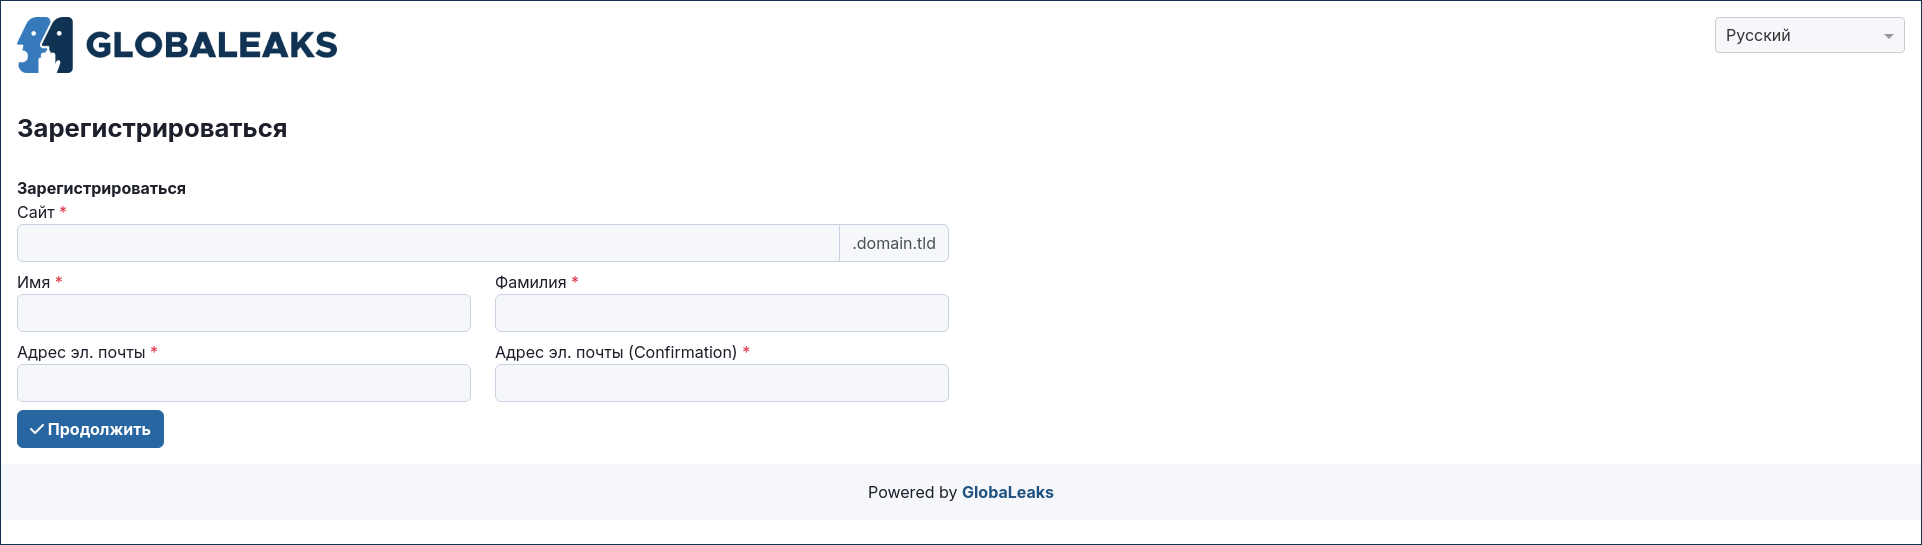 GLOBALEAKS
Русский
Зарегистрироваться
Зарегистрироваться
Сайт *
.domain.tld
Имя * Фамилия *
Адрес эл. почты * Адрес эл. почты (Confirmation) *
Продолжить
Powered by GlobaLeaks